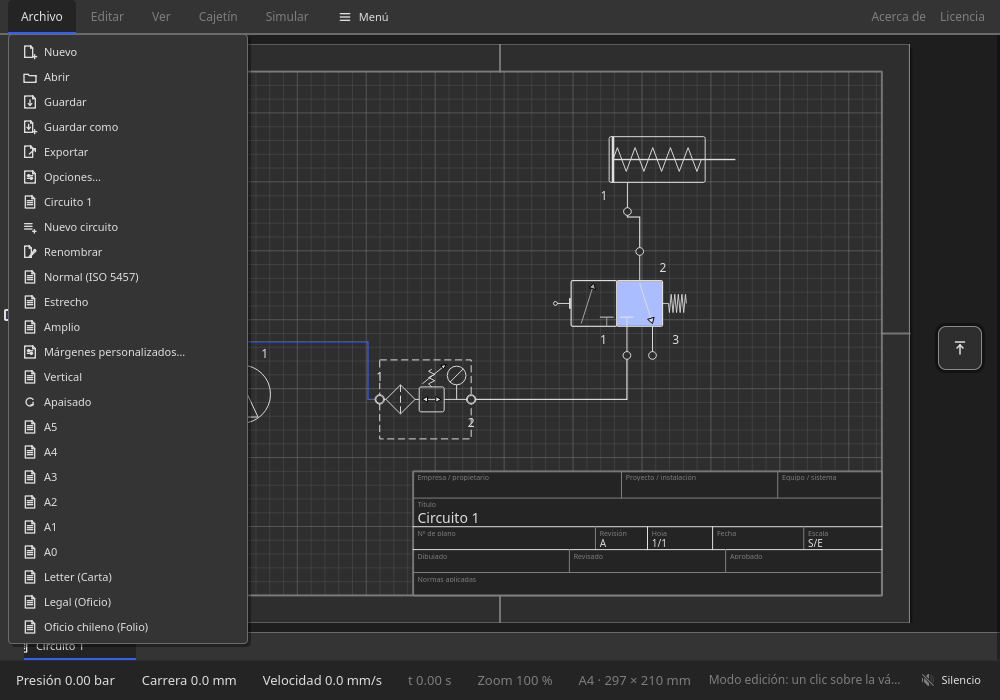 Archivo Editar Ver Cajetín Simular Menú Acerca de Licencia
Nuevo
Abrir
Guardar
Guardar como
Exportar
Opciones...
Circuito 1
Nuevo circuito
Renombrar
Normal (ISO 5457)
Estrecho
Amplio
Márgenes personalizados...
Vertical
Apaisado
A5
A4
A3
A2
A1
A0
Letter (Carta)
Legal (Oficio)
Oficio chileno (Folio)
1
2
1 3
1
1
2
Empresa / propietario Proyecto / instalación Equipo / sistema
Título
Circuito 1
Nº de plano Revisión Hoja Fecha Escala
A 1/1 S/E
Dibujado Revisado Aprobado
Normas aplicadas
Circuito 1
Presión 0.00 bar Carrera 0.0 mm Velocidad 0.0 mm/s t 0.00 s Zoom 100 % A4 · 297 × 210 mm Modo edición: un clic sobre la vá... Silencio